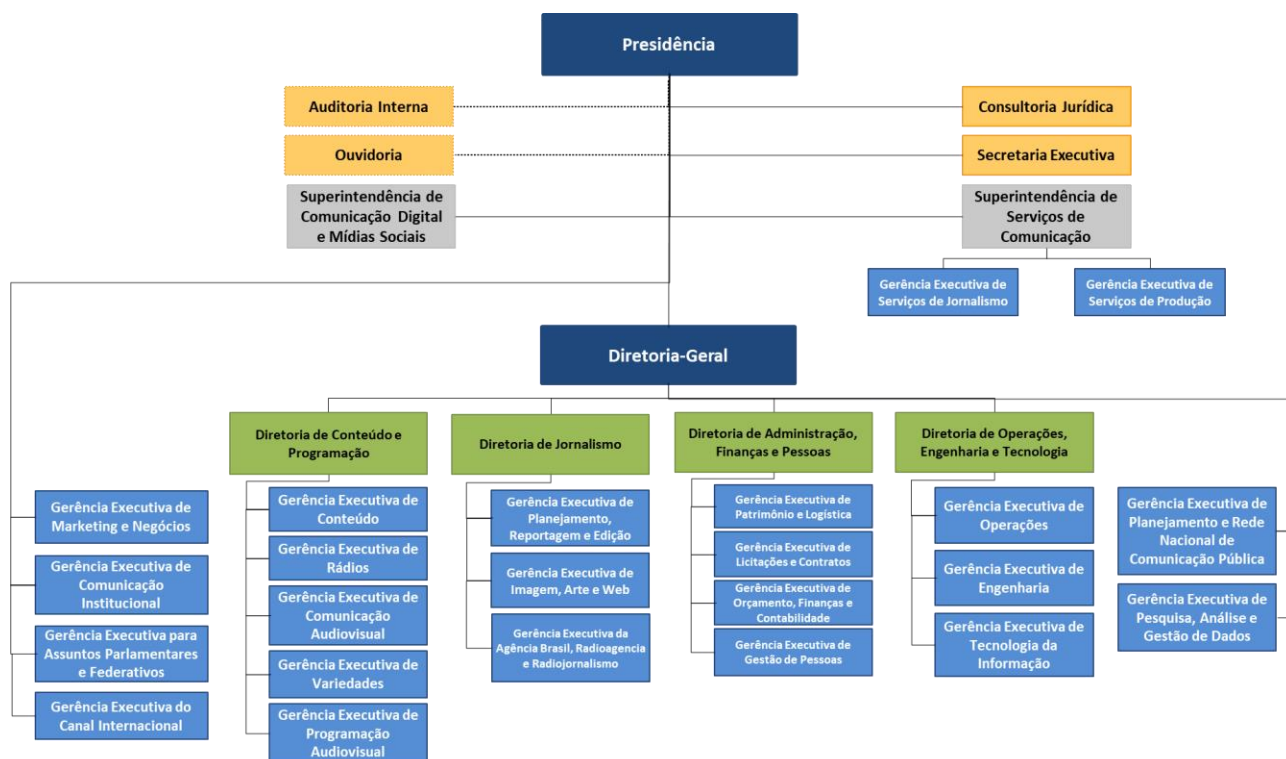 Presidência
Auditoria Interna
Consultoria Jurídica
Ouvidoria
Secretaria Executiva
Superintendência de
Comunicação Digital
e Mídias Sociais
Superintendência de
Serviços de
Comunicação
Gerência Executiva de
Serviços de Jornalismo
Gerência Executiva de
Serviços de Produção
Diretoria-Geral
Diretoria de Conteúdo e
Programação
Diretoria de Jornalismo
Diretoria de Administração,
Finanças e Pessoas
Diretoria de Operações,
Engenharia e Tecnologia
Gerência Executiva de
Marketing e Negócios
Gerência Executiva de
Comunicação
Institucional
Gerência Executiva para
Assuntos Parlamentares
e Federativos
Gerência Executiva do
Canal Internacional
Gerência Executiva de
Conteúdo
Gerência Executiva de
Rádios
Gerência Executiva de
Comunicação
Audiovisual
Gerência Executiva de
Variedades
Gerência Executiva de
Programação
Audiovisual
Gerência Executiva de
Planejamento,
Reportagem e Edição
Gerência Executiva de
Imagem, Arte e Web
Gerência Executiva da
Agência Brasil, Radioagencia
e Radiojornalismo
Gerência Executiva de
Patrimônio e Logística
Gerência Executiva de
Licitações e Contratos
Gerência Executiva de
Orçamento, Finanças e
Contabilidade
Gerência Executiva de
Gestão de Pessoas
Gerência Executiva de
Operações
Gerência Executiva de
Engenharia
Gerência Executiva de
Tecnologia da
Informação
Gerência Executiva de
Planejamento e Rede
Nacional de
Comunicação Pública
Gerência Executiva de
Pesquisa, Análise e
Gestão de Dados